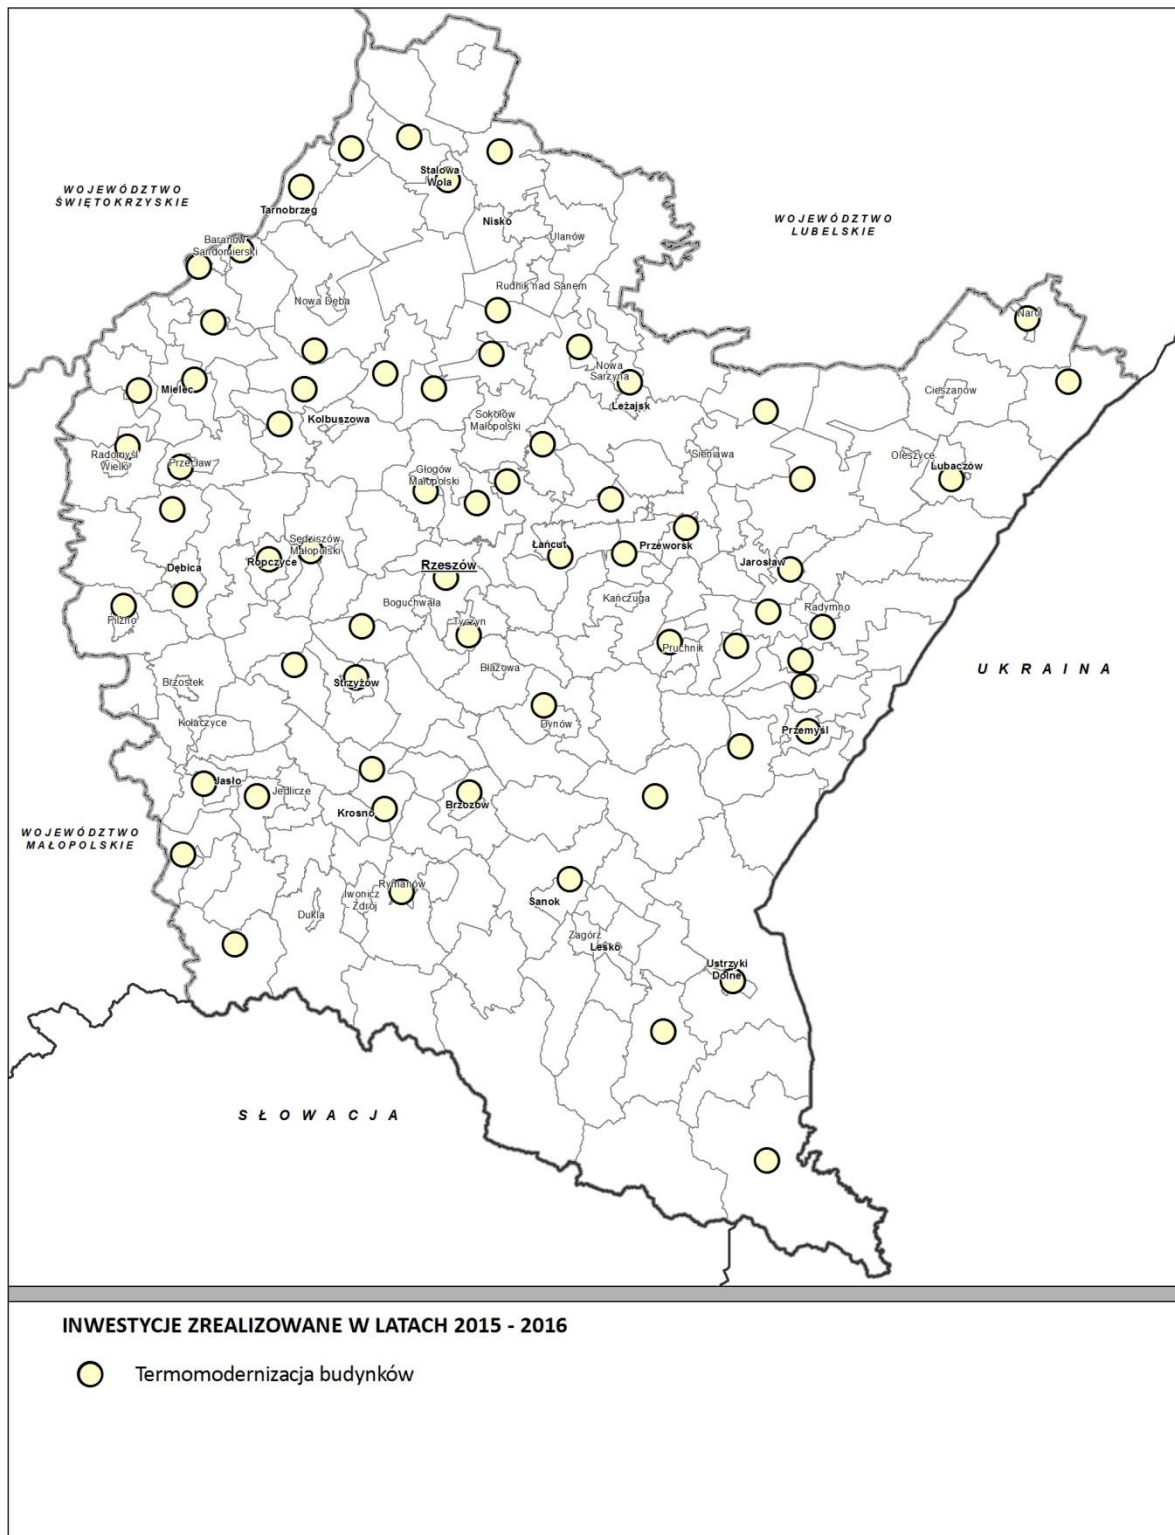 WOJEWÓDZTWO
ŚWIĘTOKRZYSKIE
WOJEWÓDZTWO
LUBELSKIE
Stalowa
Wola
Tarnobrzeg
Nisko
Ulanów
Baranów
Sandomierski
Rudnik nad Sanem
Nowa Dęba
Narol
Nowa
Sarzyna
Mielec
Cieszanów
Leżajsk
Kolbuszowa
Sokołów
Małopolski
Radomyśl
Wielki
Przecław
Sieniawa
Oleszyce
Lubaczów
Głogów
Małopolski
Sędziszów
Małopolski
Ropczyce
Łańcut
Przeworsk
Jarosław
Dębica
Rzeszów
Boguchwała
Kańczuga
Radymno
Pilzno
Tyczyn
Pruchnik
Błażowa
UKRAINA
Brzostek
Strzyżów
Kołaczyce
Dynów
Przemyśl
Jasło
Jedlicze
Brzozów
Krosno
WOJEWÓDZTWO
MAŁOPOLSKIE
Rymanów
Iwonicz
- Zdrój
Dukla
Sanok
Zagórz
Lesko
Ustrzyki
Dolne
SŁOWACJA
INWESTYCJE ZREALIZOWANE W LATACH 2015 - 2016
Termomodernizacja budynków